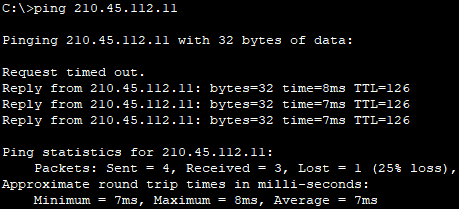 C:\>ping 210.45.112.11
Pinging 210.45.112.11 with 32 bytes of data:
Request timed out.
Reply from 210.45.112.11: bytes=32 time=8ms TTL=126
Reply from 210.45.112.11: bytes=32 time=7ms TTL=126
Reply from 210.45.112.11: bytes=32 time=7ms TTL=126
Ping statistics for 210.45.112.11:
    Packets: Sent = 4, Received = 3, Lost = 1 (25% loss),
Approximate round trip times in milli-seconds:
    Minimum = 7ms, Maximum = 8ms, Average = 7ms